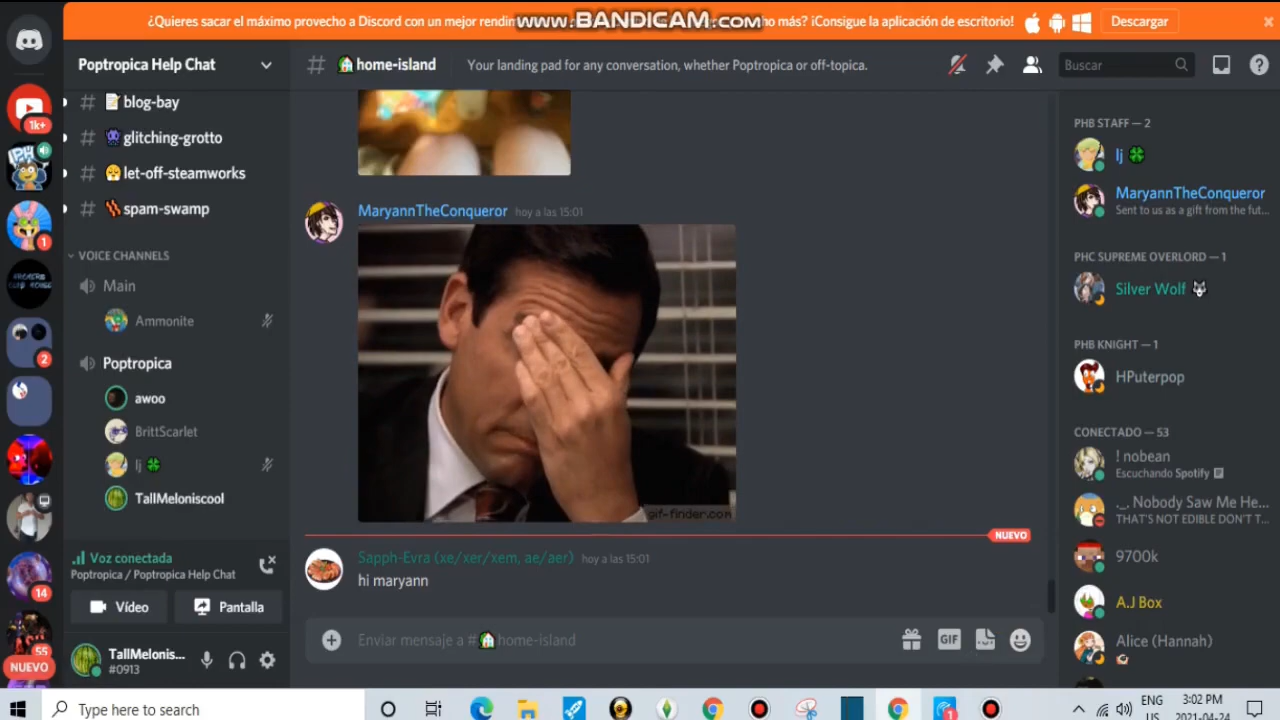 ¿Quieres sacar el máximo provecho a Discord con un mejor rendim
www.BANDICAM.com
ho más? ¡Consigue la aplicación de escritorio!
Descargar
Poptropica Help Chat
home-island
Your landing pad for any conversation, whether Poptropica or off-topica.
Buscar
blog-bay
glitching-grotto
let-off-steamworks
spam-swamp
VOICE CHANNELS
Main
Ammonite
Poptropica
awoo
BrittScarlet
lj
TallMeloniscool
Voz conectada
Poptropica / Poptropica Help Chat
Vídeo
Pantalla
TallMelonis...
#0913
1k+
1
2
14
55
NUEVO
MaryannTheConqueror hoy a las 15:01
gif-finder.com
NUEVO
Sapph-Evra (xe/xer/xem, ae/aer) hoy a las 15:01
hi maryann
Enviar mensaje a # home-island
GIF
PHB STAFF — 2
lj
MaryannTheConqueror
Sent to us as a gift from the fut...
PHC SUPREME OVERLORD — 1
Silver Wolf
PHB KNIGHT — 1
HPuterpop
CONECTADO — 53
! nobean
Escuchando Spotify
._, Nobody Saw Me He...
THAT'S NOT EDIBLE DON'T T...
9700k
A.J Box
Alice (Hannah)
Type here to search
1
ENG
US
3:02 PM
2021-04-24